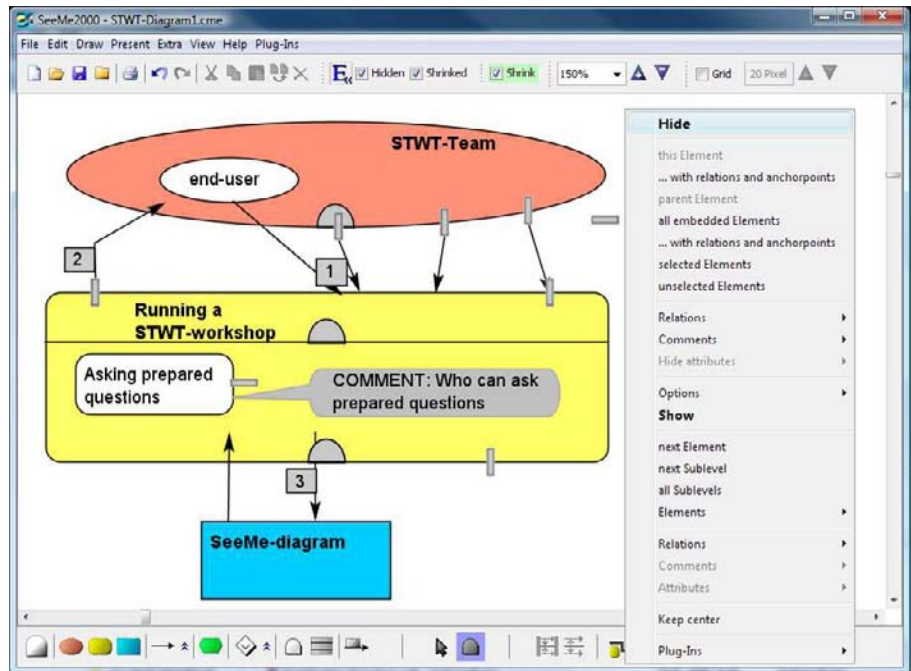 SeeMe2000 - STWT-Diagram1.cme
File Edit Draw Present Extra View Help Plug-Ins
E Hidden Shrinked Shrink 150% Grid 20 Pixel
STWT-Team
end-user
2
1
Running a
STWT-workshop
Asking prepared
questions
COMMENT: Who can ask
prepared questions
3
SeeMe-diagram
Hide
this Element
... with relations and anchorpoints
parent Element
all embedded Elements
... with relations and anchorpoints
selected Elements
unselected Elements
Relations
Comments
Hide attributes
Options
Show
next Element
next Sublevel
all Sublevels
Elements
Relations
Comments
Attributes
Keep center
Plug-Ins